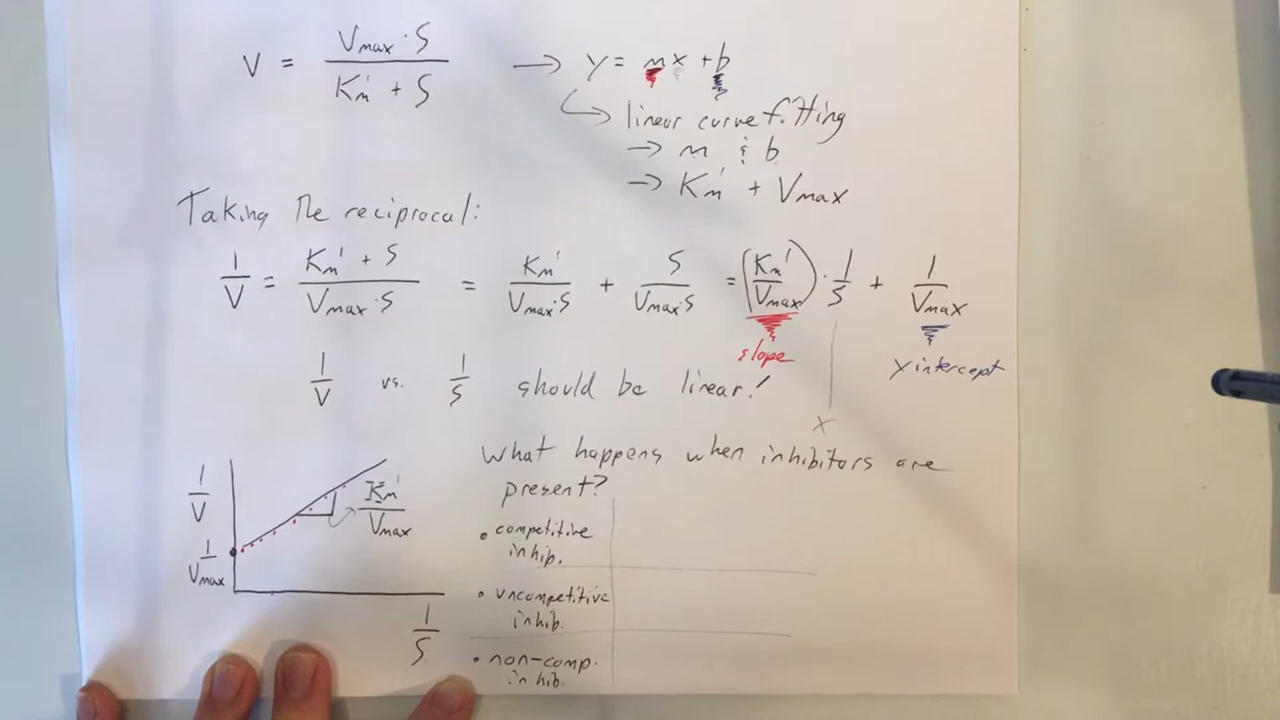 V = Vmax · S / (Km' + S) → y = mx + b
↳ linear curve fitting
→ m & b
→ Km' + Vmax
Taking the reciprocal:
1/V = (Km' + S) / (Vmax · S) = Km' / (Vmax · S) + S / (Vmax · S) = (Km' / Vmax) · 1/S + 1/Vmax
slope
x
y intercept
1/V vs. 1/S should be linear!
What happens when inhibitors are
present?
1/V
Km' / Vmax
1/Vmax
1/S
• competitive
inhib.
• uncompetitive
inhib.
• non-comp.
inhib.